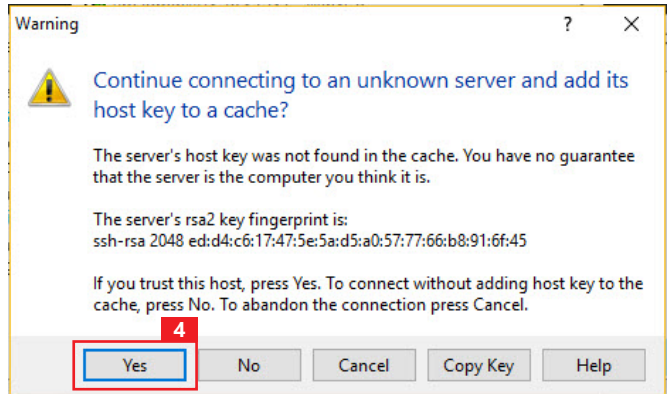 Warning
?
Continue connecting to an unknown server and add its
host key to a cache?
The server's host key was not found in the cache. You have no guarantee
that the server is the computer you think it is.
The server's rsa2 key fingerprint is:
ssh-rsa 2048 ed:d4:c6:17:47:5e:5a:d5:a0:57:77:66:b8:91:6f:45
If you trust this host, press Yes. To connect without adding host key to the
cache, press No. To abandon the connection press Cancel.
4
Yes No Cancel Copy Key Help